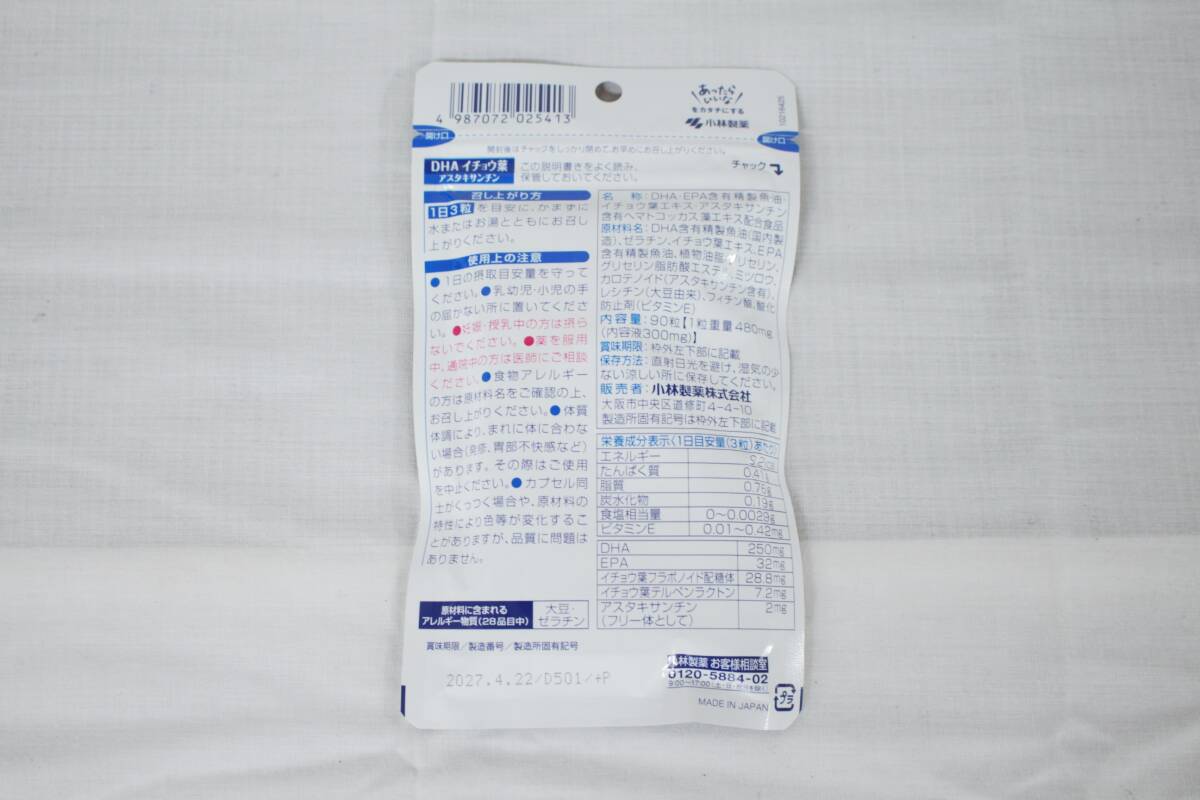 4 987072 025413
あったら
いいな
をカタチにする
小林製薬
開け口
開け口
開封後はチャックをしっかり閉めて、お早めにお召し上がりください。
DHA イチョウ葉
アスタキサンチン
この説明書きをよく読み、
保管しておいてください。
チャック
召し上がり方
1日3粒を目安に、かまずに
水またはお湯とともにお召し
上がりください。
使用上の注意
●1日の摂取目安量を守って
ください。●乳幼児・小児の手
の届かない所に置いてくださ
い。●妊娠・授乳中の方は摂ら
ないでください。●薬を服用
中、通院中の方は医師にご相談
ください。●食物アレルギー
の方は原材料名をご確認の上、
お召し上がりください。●体質
体調により、まれに体に合わな
い場合(発疹、胃部不快感など)
があります。その際はご使用
を中止ください。●カプセル同
士がくっつく場合や、原材料の
特性により色等が変化するこ
とがありますが、品質に問題は
ありません。
原材料に含まれる
アレルギー物質(28品目中)
大豆・
ゼラチン
名 称:DHA・EPA含有精製魚油・
イチョウ葉エキス・アスタキサンチン
含有ヘマトコッカス藻エキス配合食品
原材料名:DHA含有精製魚油(国内製
造)、ゼラチン、イチョウ葉エキス、EPA
含有精製魚油、植物油脂/グリセリン、
グリセリン脂肪酸エステル、ミツロウ、
カロテノイド(アスタキサンチン含有)、
レシチン(大豆由来)、フィチン酸、酸化
防止剤(ビタミンE)
内容量:90粒【1粒重量 480mg
(内容液300mg)】
賞味期限:枠外左下部に記載
保存方法:直射日光を避け、湿気の少
ない涼しい所に保存してください。
販売者:小林製薬株式会社
大阪市中央区道修町4-4-10
製造所固有記号は枠外左下部に記載
栄養成分表示(1日目安量(3粒)あたり)
エネルギー
たんぱく質
脂質 0.76g
炭水化物 0.19g
食塩相当量 0~0.0029g
ビタミンE 0.01~0.42mg
DHA 250mg
EPA 32mg
イチョウ葉フラボノイド配糖体 28.8mg
イチョウ葉テルペンラクトン 7.2mg
アスタキサンチン 2mg
(フリー体として)
賞味期限/製造番号/製造所固有記号
2027.4.22/D501/+P
小林製薬 お客様相談室
0120-5884-02
9:00~17:00(土・日・祝日を除く)
MADE IN JAPAN
プラ